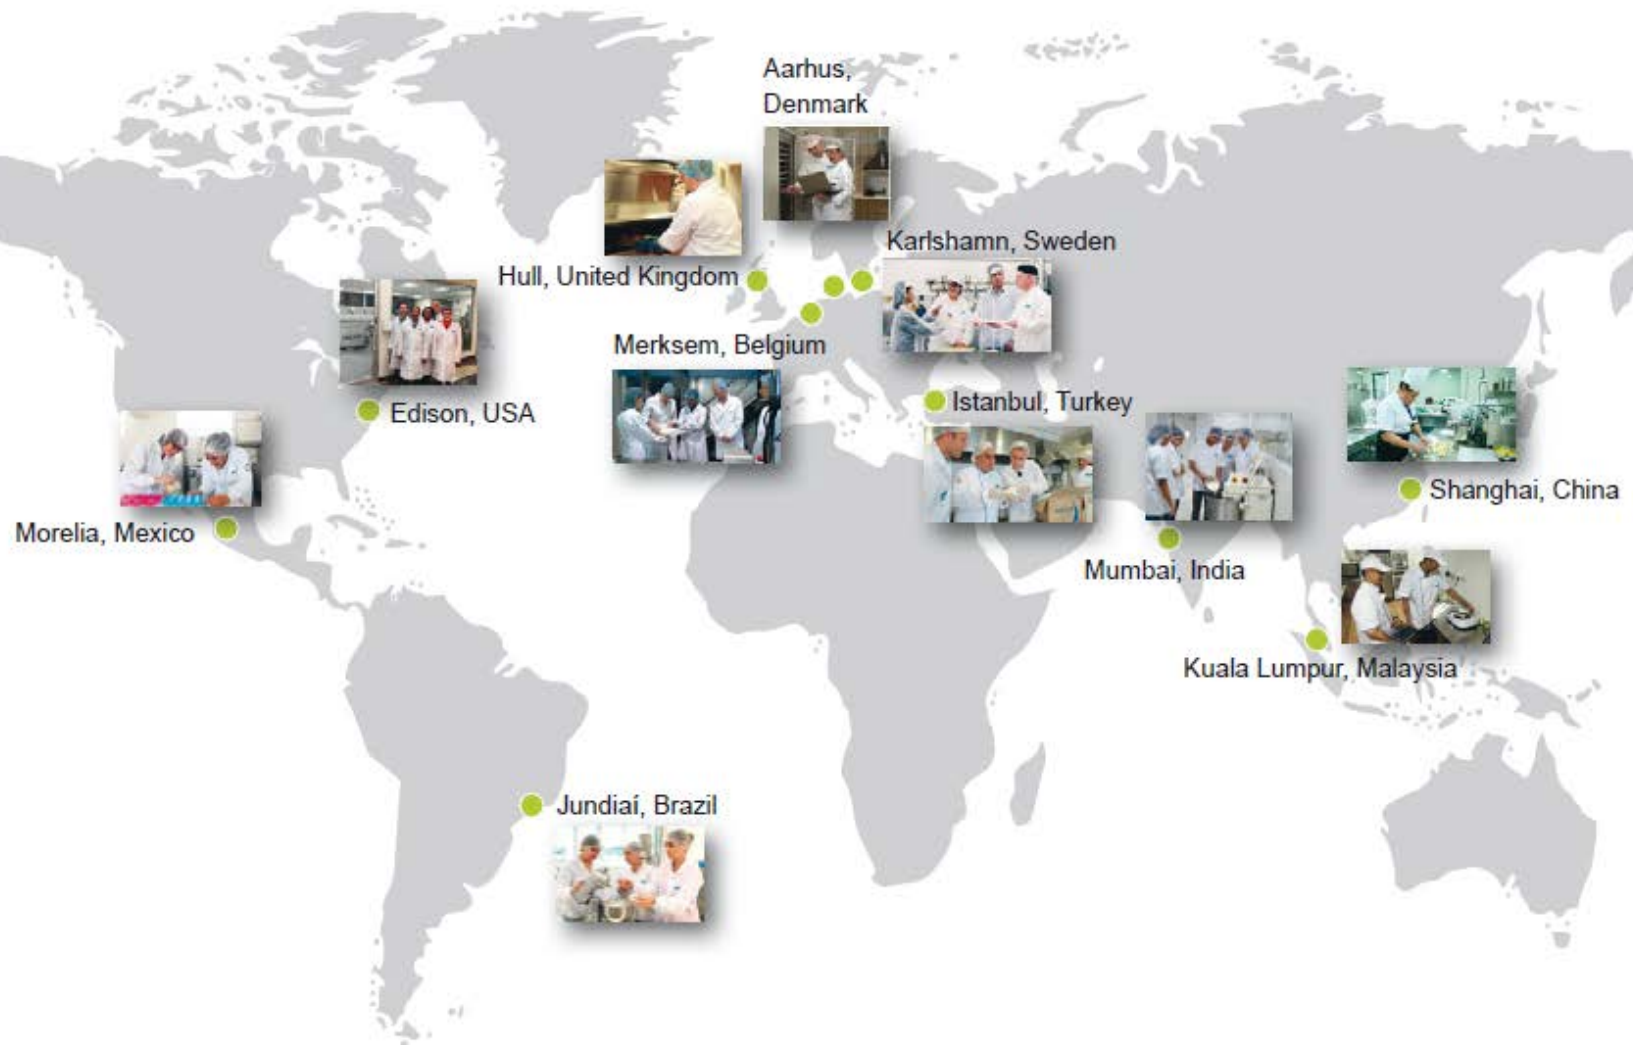 Aarhus,
Denmark
Karlshamn, Sweden
Hull, United Kingdom
Merksem, Belgium
Istanbul, Turkey
Edison, USA
Shanghai, China
Morelia, Mexico
Mumbai, India
Kuala Lumpur, Malaysia
Jundiaí, Brazil